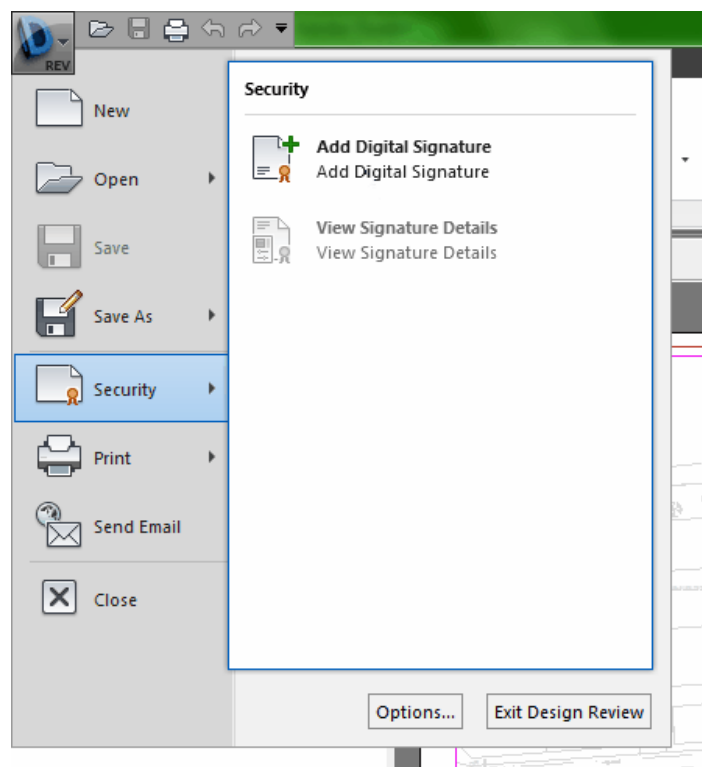 REV
New
Open
Save
Save As
Security
Print
Send Email
Close
Security
Add Digital Signature
Add Digital Signature
View Signature Details
View Signature Details
Options...
Exit Design Review